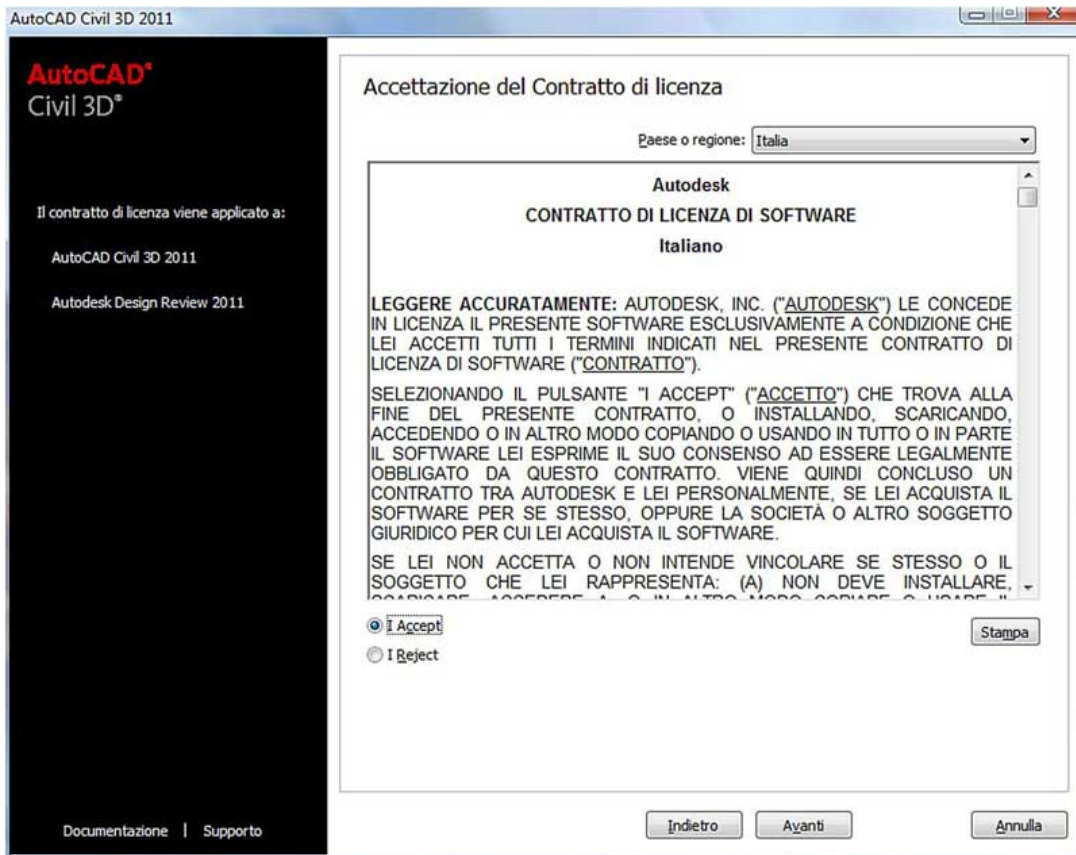 AutoCAD Civil 3D 2011
AutoCAD®
Civil 3D®
Il contratto di licenza viene applicato a:
AutoCAD Civil 3D 2011
Autodesk Design Review 2011
Documentazione | Supporto
Accettazione del Contratto di licenza
Paese o regione: Italia
Autodesk
CONTRATTO DI LICENZA DI SOFTWARE
Italiano
LEGGERE ACCURATAMENTE: AUTODESK, INC. ("AUTODESK") LE CONCEDE
IN LICENZA IL PRESENTE SOFTWARE ESCLUSIVAMENTE A CONDIZIONE CHE
LEI ACCETTI TUTTI I TERMINI INDICATI NEL PRESENTE CONTRATTO DI
LICENZA DI SOFTWARE ("CONTRATTO").
SELEZIONANDO IL PULSANTE "I ACCEPT" ("ACCETTO") CHE TROVA ALLA
FINE DEL PRESENTE CONTRATTO, O INSTALLANDO, SCARICANDO,
ACCEDENDO O IN ALTRO MODO COPIANDO O USANDO IN TUTTO O IN PARTE
IL SOFTWARE LEI ESPRIME IL SUO CONSENSO AD ESSERE LEGALMENTE
OBBLIGATO DA QUESTO CONTRATTO. VIENE QUINDI CONCLUSO UN
CONTRATTO TRA AUTODESK E LEI PERSONALMENTE, SE LEI ACQUISTA IL
SOFTWARE PER SE STESSO, OPPURE LA SOCIETÀ O ALTRO SOGGETTO
GIURIDICO PER CUI LEI ACQUISTA IL SOFTWARE.
SE LEI NON ACCETTA O NON INTENDE VINCOLARE SE STESSO O IL
SOGGETTO CHE LEI RAPPRESENTA: (A) NON DEVE INSTALLARE,
SCARICARE, ACCEDERE A, O IN ALTRO MODO COPIARE O USARE IL
I Accept
Stampa
I Reject
Indietro
Avanti
Annulla